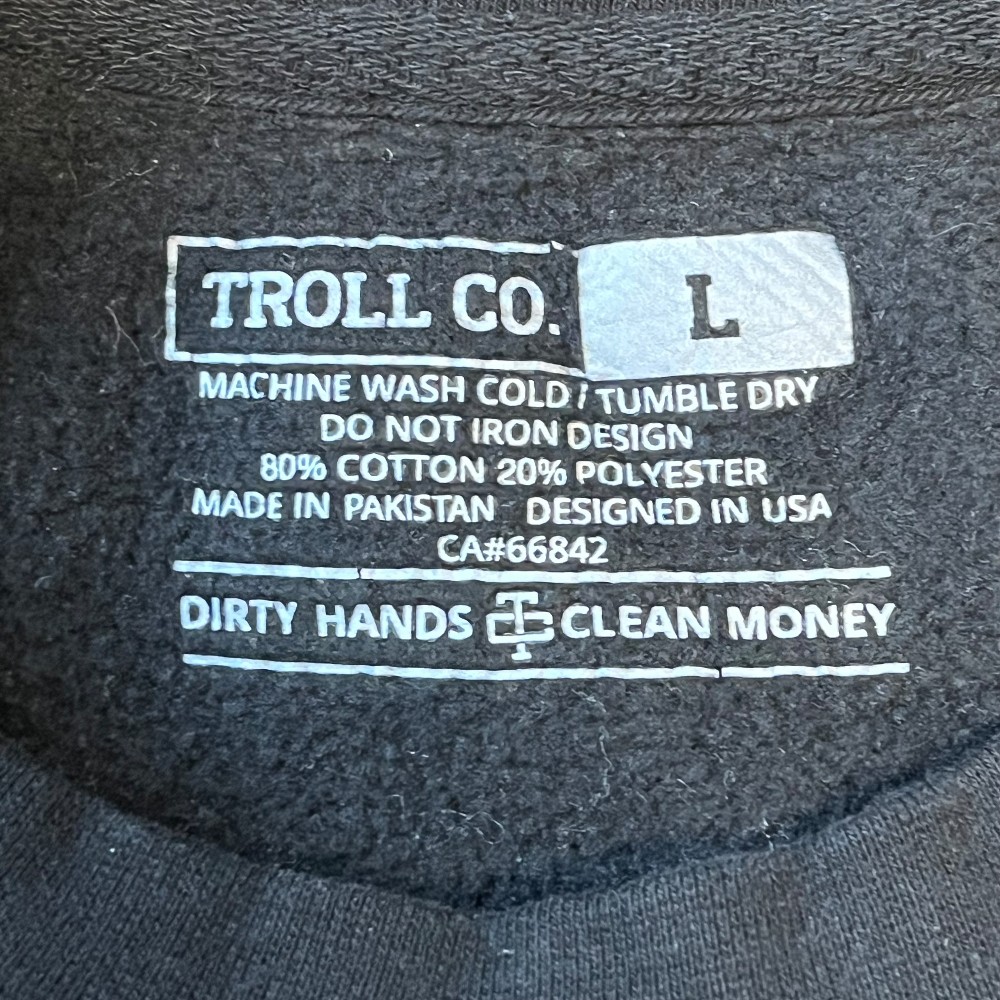 TROLL CO. L
MACHINE WASH COLD / TUMBLE DRY
DO NOT IRON DESIGN
80% COTTON 20% POLYESTER
MADE IN PAKISTAN DESIGNED IN USA
CA#66842
DIRTY HANDS TC CLEAN MONEY